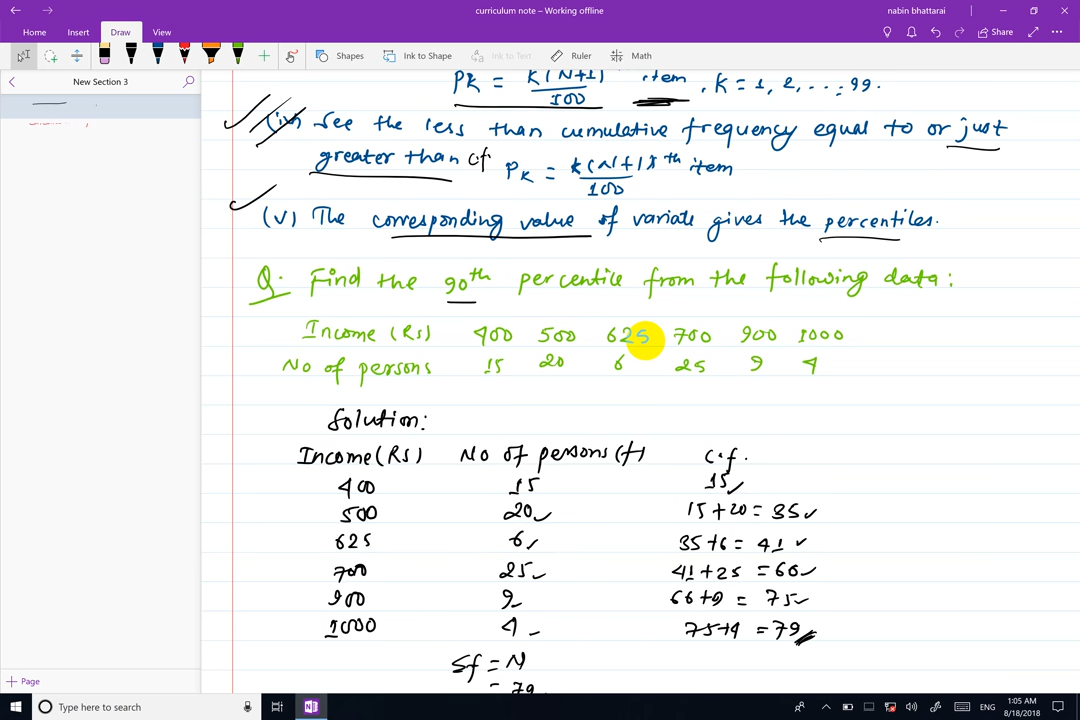 curriculum note – Working offline
nabin bhattarai
Home Insert Draw View
Share
Shapes Ink to Shape Ink to Text Ruler Math
New Section 3
PK = K(N+1) / 100 item , K = 1, 2, ....., 99.
(iv) See the less than cumulative frequency equal to or just
greater than of PK = K(N+1)th / 100 item
(v) The corresponding value of variate gives the percentiles.
Q. Find the 90th percentile from the following data:
Income (Rs) 400 500 625 700 900 1000
No of persons 15 20 6 25 9 4
Solution:
Income (Rs) No of persons (f) c.f.
400 15 15
500 20 15+20 = 35
625 6 35+6 = 41
700 25 41+25 = 66
900 9 66+9 = 75
1000 4 75+4 = 79
Sf = N
= 79
+ Page
Type here to search
ENG
1:05 AM
8/18/2018